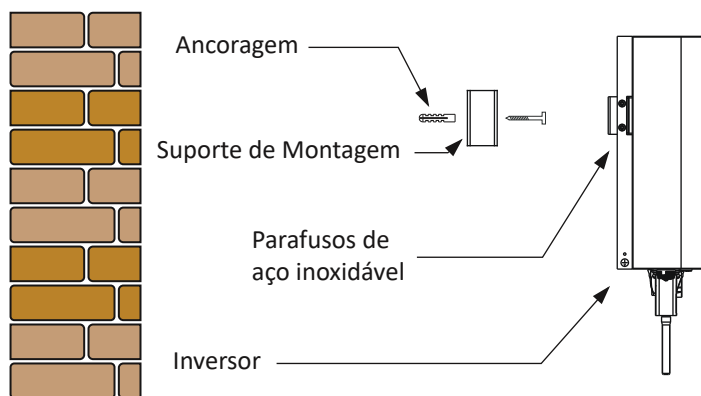 Ancoragem
Suporte de Montagem
Parafusos de
aço inoxidável
Inversor